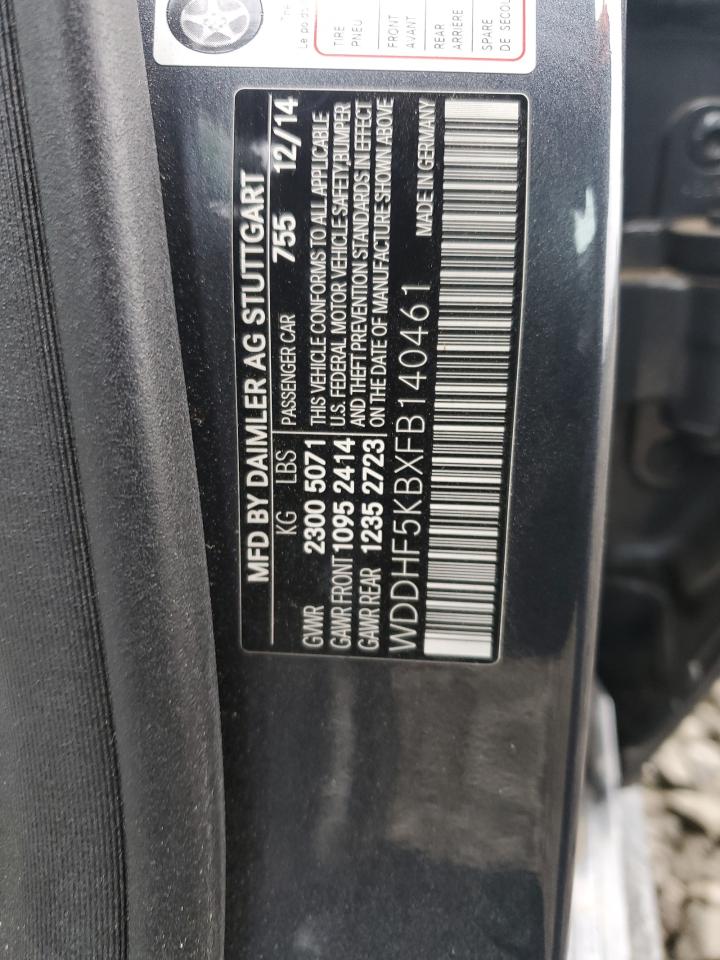 The
Le poids
TIRE
PNEU
FRONT
AVANT
REAR
ARRIERE
SPARE
DE SECOU
MFD BY DAIMLER AG STUTTGART
KG LBS PASSENGER CAR 755 12/14
GVWR 2300 5071
GAWR FRONT 1095 2414
GAWR REAR 1235 2723
THIS VEHICLE CONFORMS TO ALL APPLICABLE
U.S. FEDERAL MOTOR VEHICLE SAFETY, BUMPER
AND THEFT PREVENTION STANDARDS IN EFFECT
ON THE DATE OF MANUFACTURE SHOWN ABOVE
WDDHF5KBXFB140461 MADE IN GERMANY